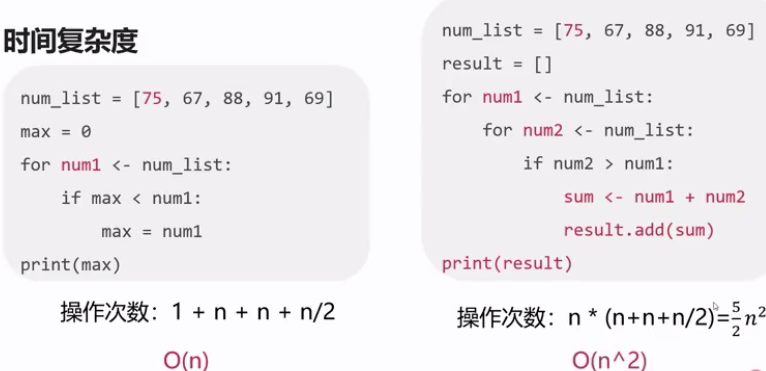 时间复杂度
num_list = [75, 67, 88, 91, 69]
max = 0
for num1 <- num_list:
if max < num1:
max = num1
print(max)
操作次数：1 + n + n + n/2
O(n)
num_list = [75, 67, 88, 91, 69]
result = []
for num1 <- num_list:
for num2 <- num_list:
if num2 > num1:
sum <- num1 + num2
result.add(sum)
print(result)
操作次数：n * (n+n+n/2)=5/2 n²
O(n^2)